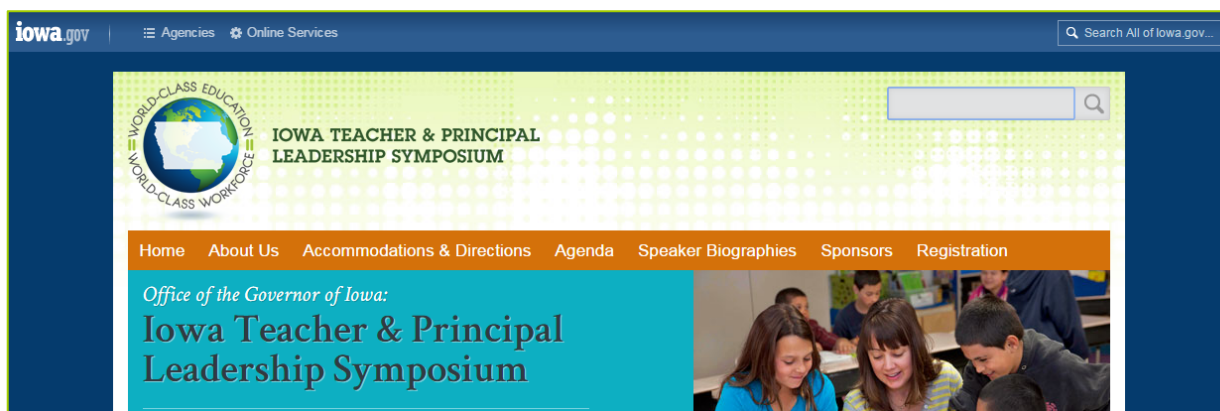 iowa.gov
Agencies Online Services
Search All of Iowa.gov...
WORLD-CLASS EDUCATION
WORLD-CLASS WORKFORCE
IOWA TEACHER & PRINCIPAL
LEADERSHIP SYMPOSIUM
Home About Us Accommodations & Directions Agenda Speaker Biographies Sponsors Registration
Office of the Governor of Iowa:
Iowa Teacher & Principal
Leadership Symposium